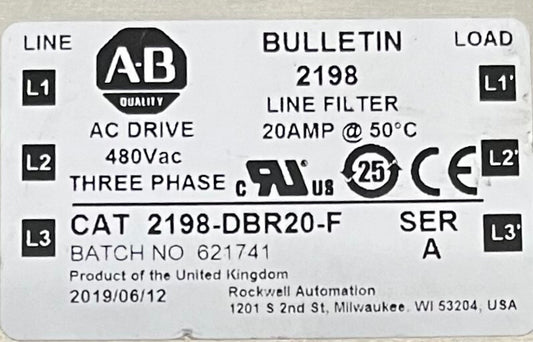 LINE A-B BULLETIN LOAD
L1 QUALITY 2198 L1'
LINE FILTER
AC DRIVE 20AMP @ 50°C
L2 480Vac L2'
THREE PHASE c RU US 25 CE
L3 CAT 2198-DBR20-F SER L3'
BATCH NO 621741 A
Product of the United Kingdom
2019/06/12 Rockwell Automation
1201 S 2nd St, Milwaukee, WI 53204, USA